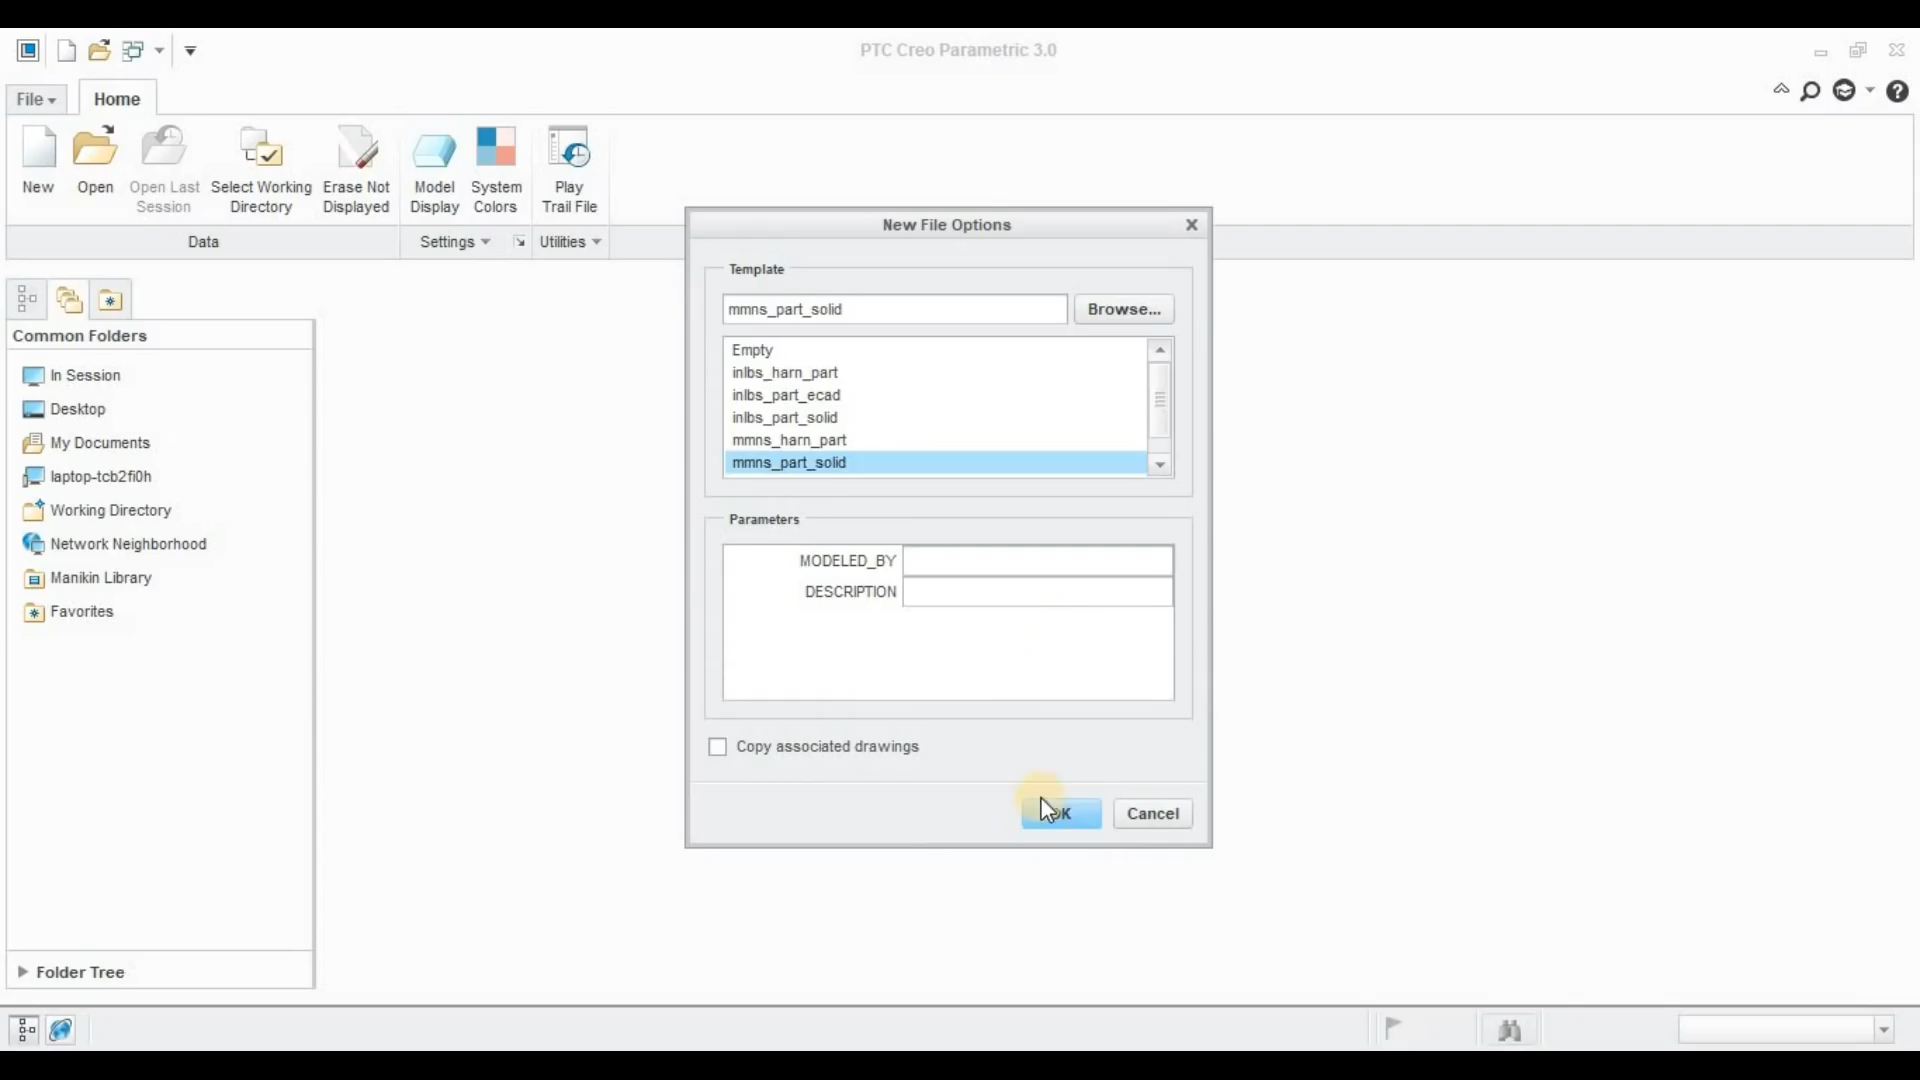 PTC Creo Parametric 3.0
File
Home
New
Open
Open Last
Session
Select Working
Directory
Erase Not
Displayed
Model
Display
System
Colors
Play
Trail File
Data
Settings
Utilities
New File Options
Template
mmns_part_solid
Browse...
Empty
inlbs_harn_part
inlbs_part_ecad
inlbs_part_solid
mmns_harn_part
mmns_part_solid
Parameters
MODELED_BY
DESCRIPTION
Copy associated drawings
OK
Cancel
Common Folders
In Session
Desktop
My Documents
laptop-tcb2fi0h
Working Directory
Network Neighborhood
Manikin Library
Favorites
Folder Tree